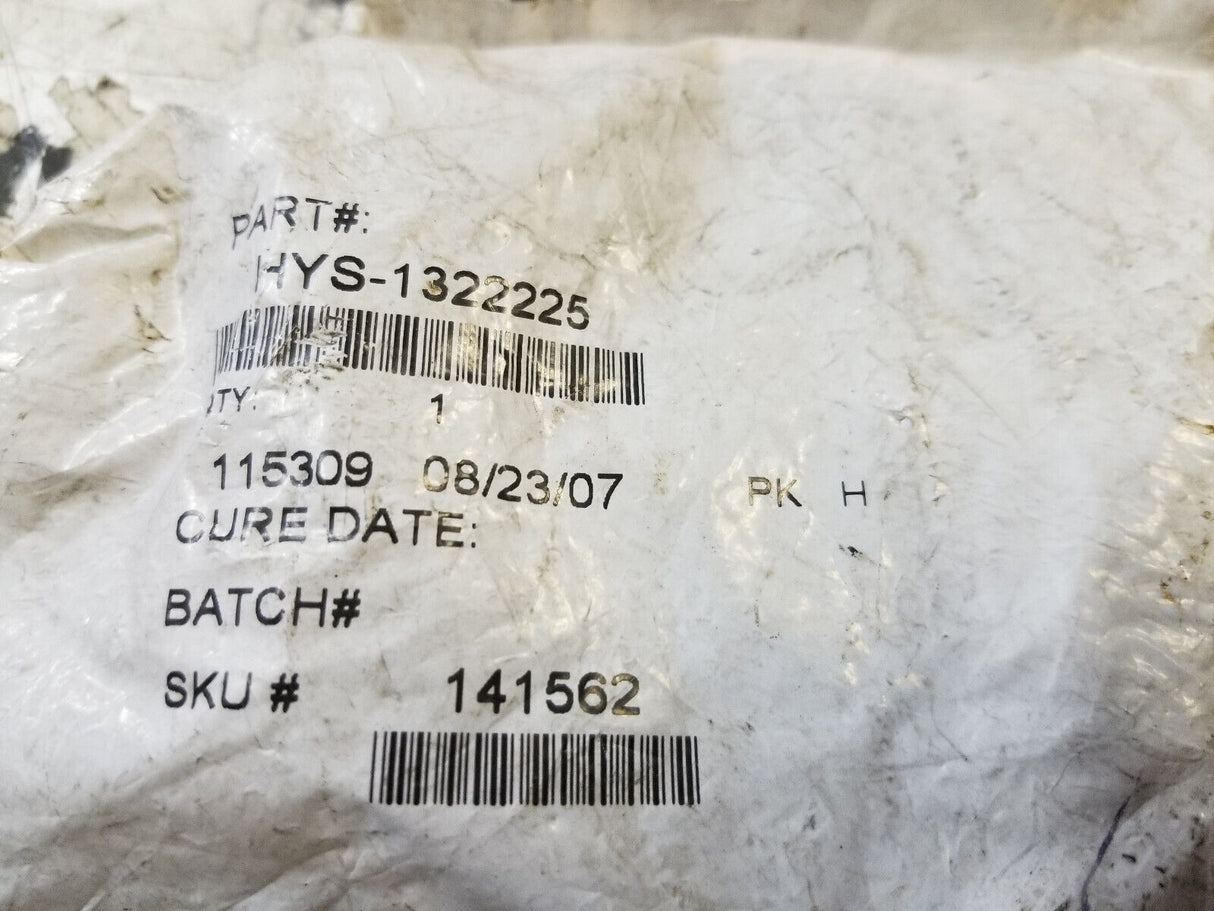 PART#:
HYS-1322225
QTY: 1
115309 08/23/07 PK H
CURE DATE:
BATCH#
SKU # 141562